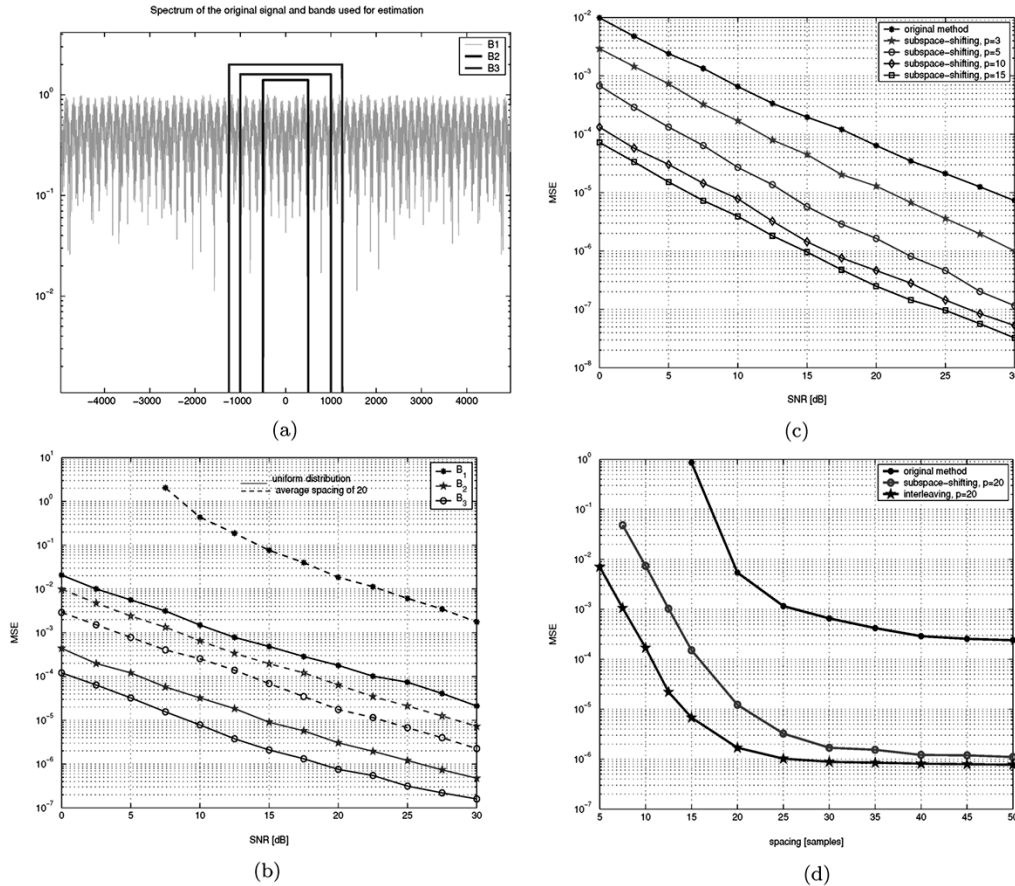 Spectrum of the original signal and bands used for estimation
B1
B2
B3
10^0
10^-1
10^-2
-4000 -3000 -2000 -1000 0 1000 2000 3000 4000
(a)
original method
subspace-shifting, p=3
subspace-shifting, p=5
subspace-shifting, p=10
subspace-shifting, p=15
MSE
10^-2
10^-3
10^-4
10^-5
10^-6
10^-7
10^-8
0 5 10 15 20 25 30
SNR [dB]
(c)
uniform distribution
average spacing of 20
B_1
B_2
B_3
MSE
10^1
10^0
10^-1
10^-2
10^-3
10^-4
10^-5
10^-6
10^-7
0 5 10 15 20 25 30
SNR [dB]
(b)
original method
subspace-shifting, p=20
interleaving, p=20
MSE
10^0
10^-1
10^-2
10^-3
10^-4
10^-5
10^-6
10^-7
5 10 15 20 25 30 35 40 45 50
spacing [samples]
(d)